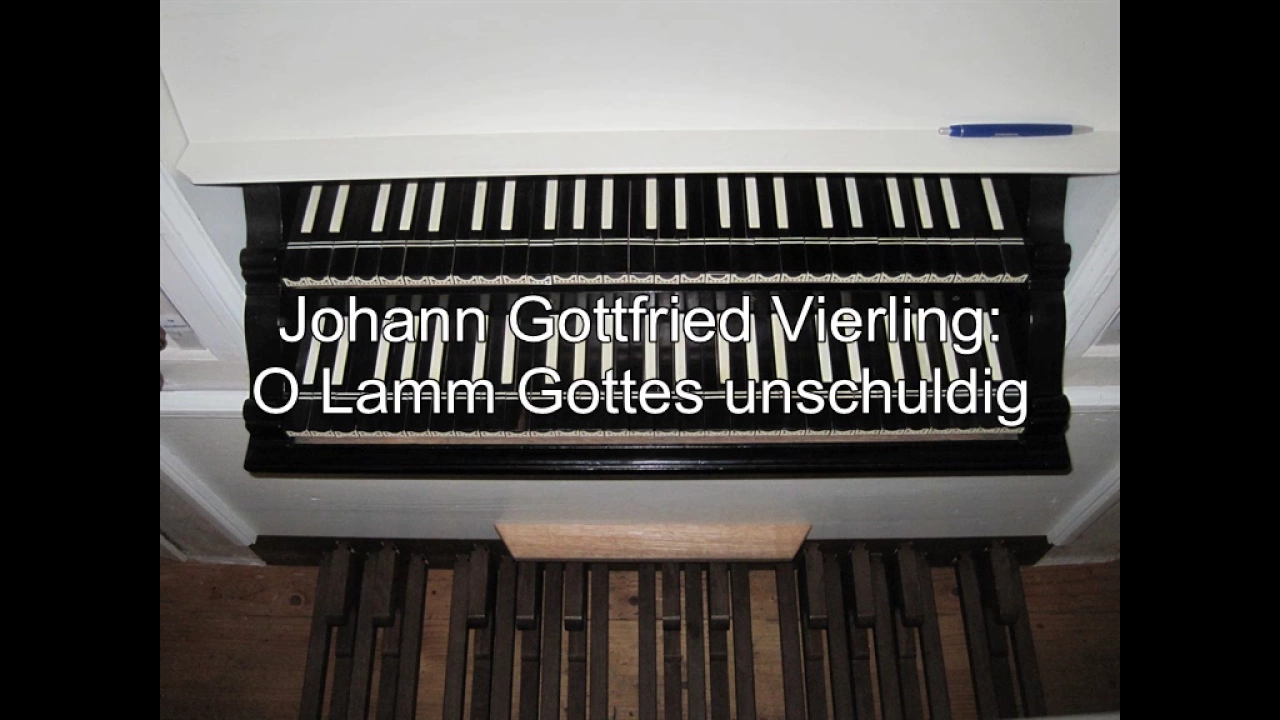 Johann Gottfried Vierling:
O Lamm Gottes unschuldig